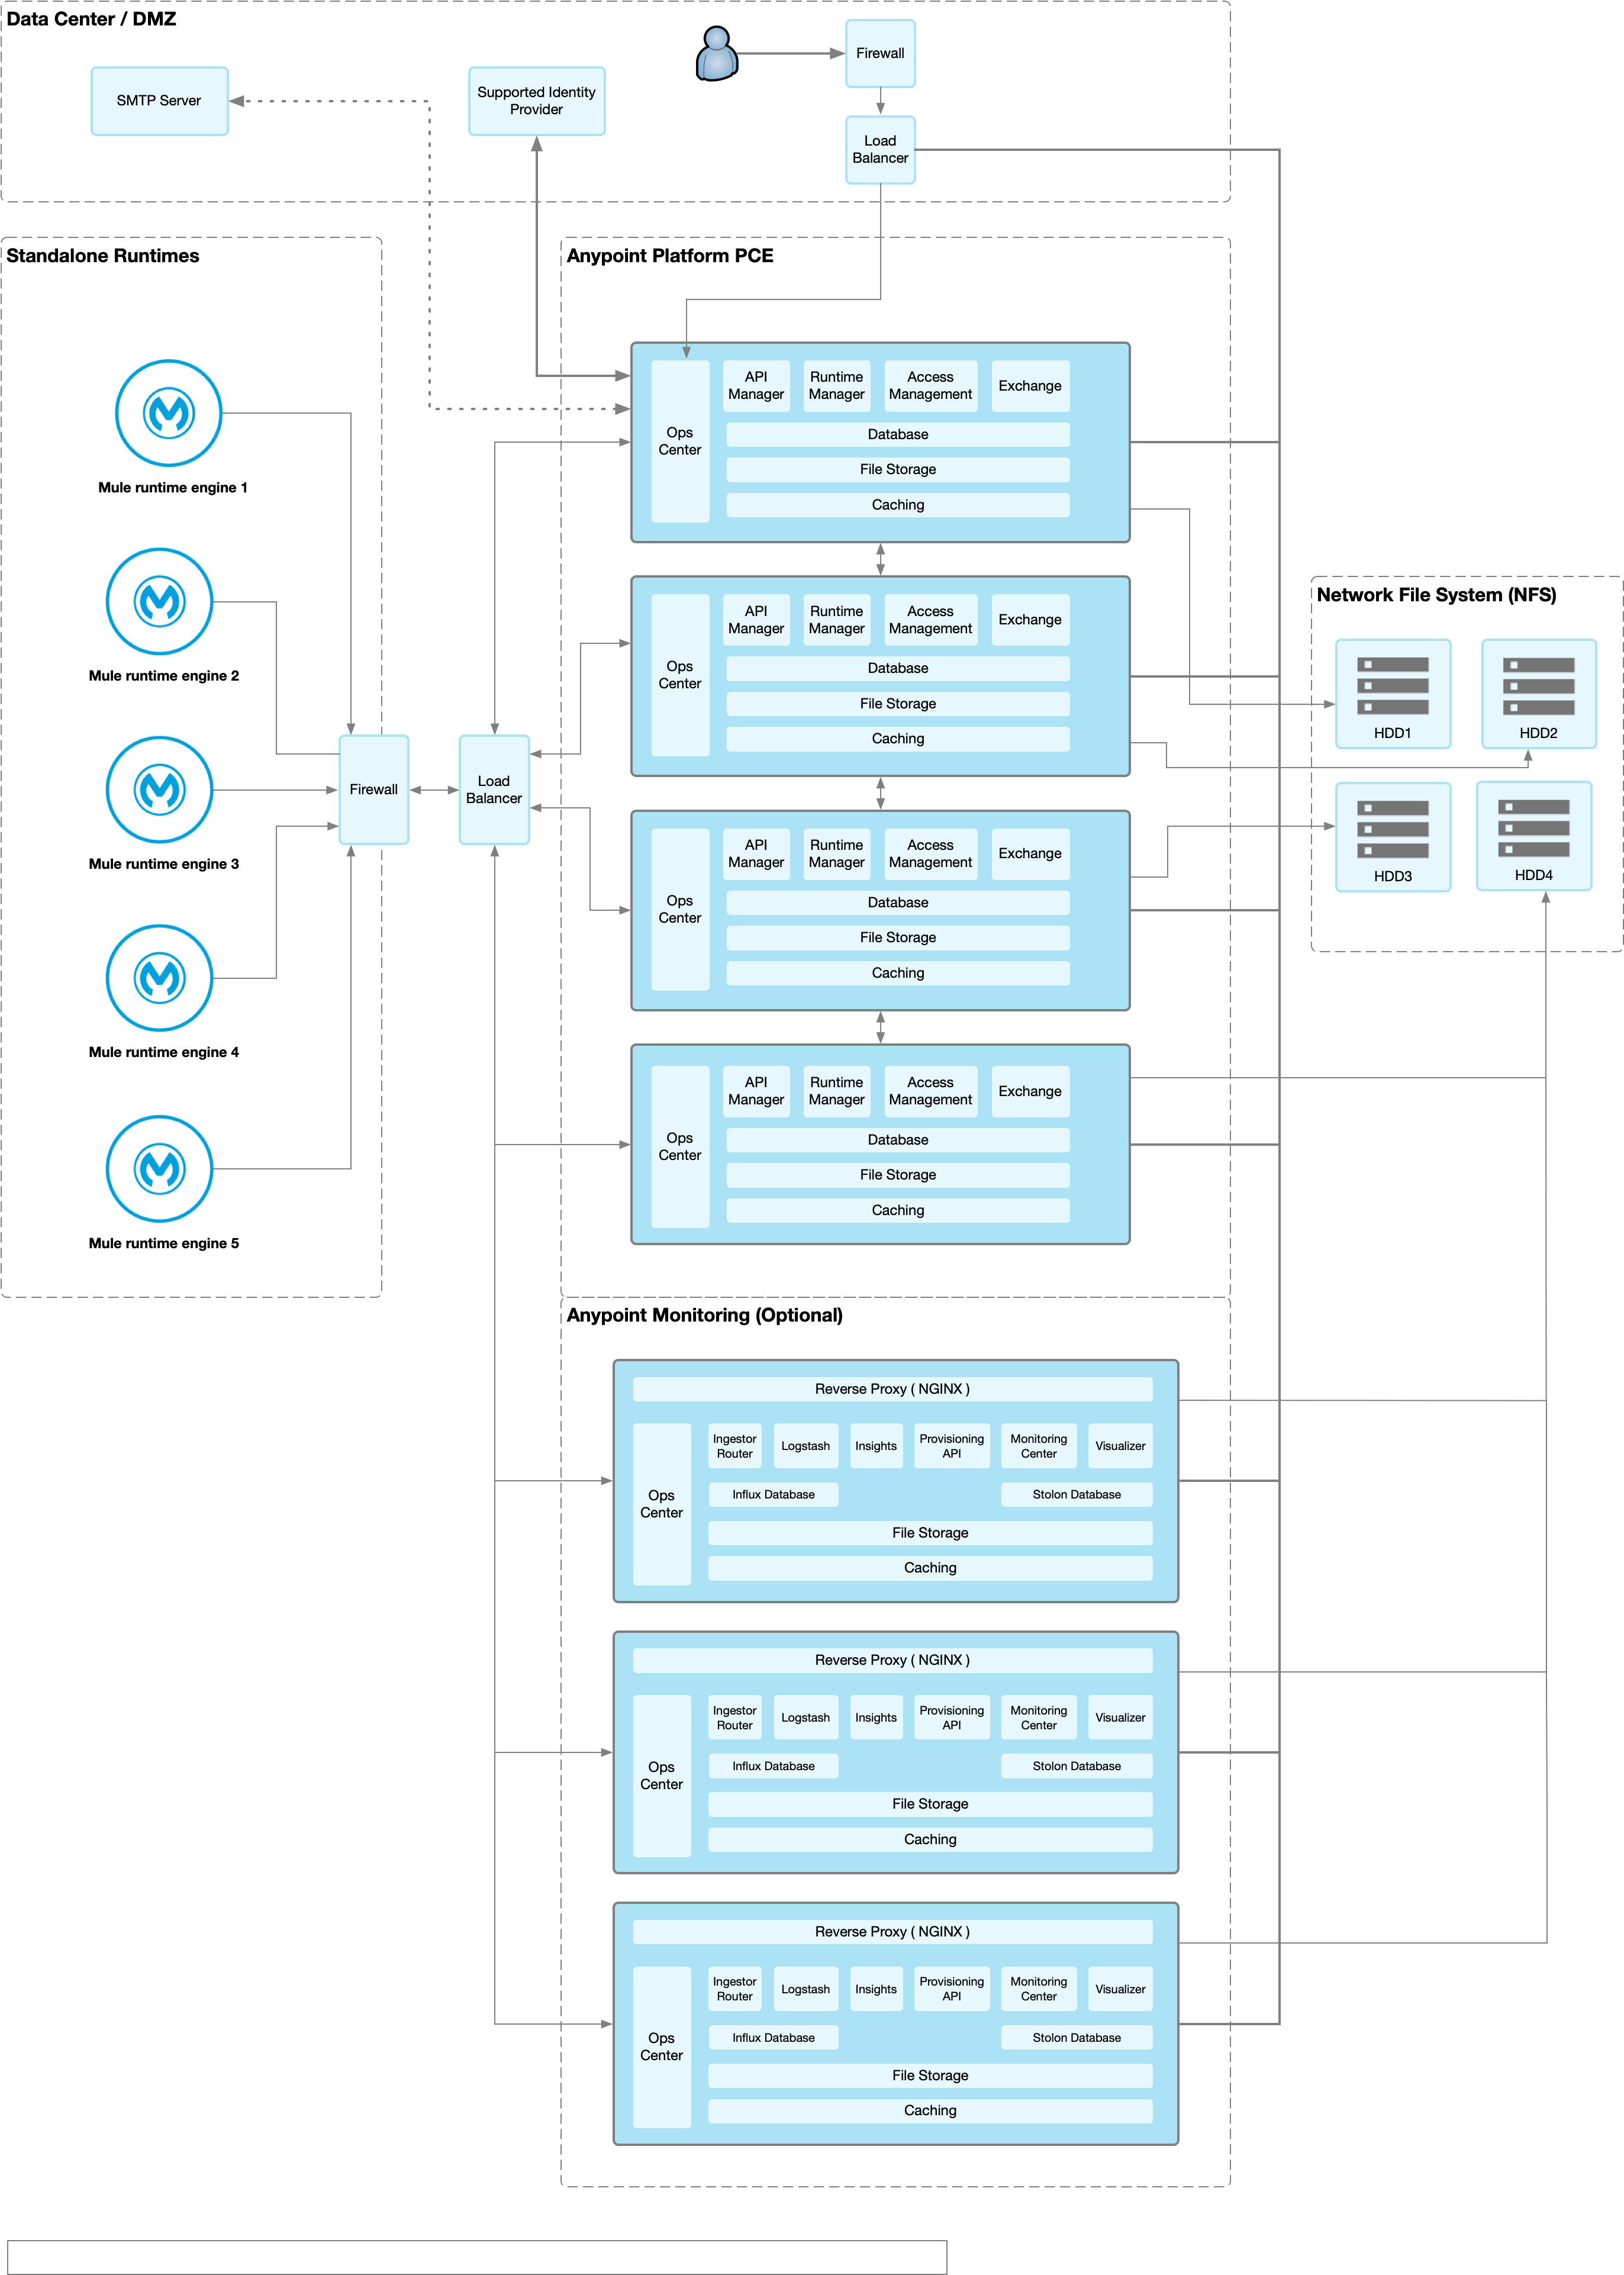 Data Center / DMZ
Firewall
SMTP Server
Supported Identity
Provider
Load
Balancer
Standalone Runtimes
Mule runtime engine 1
Mule runtime engine 2
Mule runtime engine 3
Mule runtime engine 4
Mule runtime engine 5
Firewall
Load
Balancer
Anypoint Platform PCE
Ops
Center
API
Manager
Runtime
Manager
Access
Management
Exchange
Database
File Storage
Caching
Ops
Center
API
Manager
Runtime
Manager
Access
Management
Exchange
Database
File Storage
Caching
Ops
Center
API
Manager
Runtime
Manager
Access
Management
Exchange
Database
File Storage
Caching
Ops
Center
API
Manager
Runtime
Manager
Access
Management
Exchange
Database
File Storage
Caching
Network File System (NFS)
HDD1
HDD2
HDD3
HDD4
Anypoint Monitoring (Optional)
Reverse Proxy ( NGINX )
Ops
Center
Ingestor
Router
Logstash
Insights
Provisioning
API
Monitoring
Center
Visualizer
Influx Database
Stolon Database
File Storage
Caching
Reverse Proxy ( NGINX )
Ops
Center
Ingestor
Router
Logstash
Insights
Provisioning
API
Monitoring
Center
Visualizer
Influx Database
Stolon Database
File Storage
Caching
Reverse Proxy ( NGINX )
Ops
Center
Ingestor
Router
Logstash
Insights
Provisioning
API
Monitoring
Center
Visualizer
Influx Database
Stolon Database
File Storage
Caching